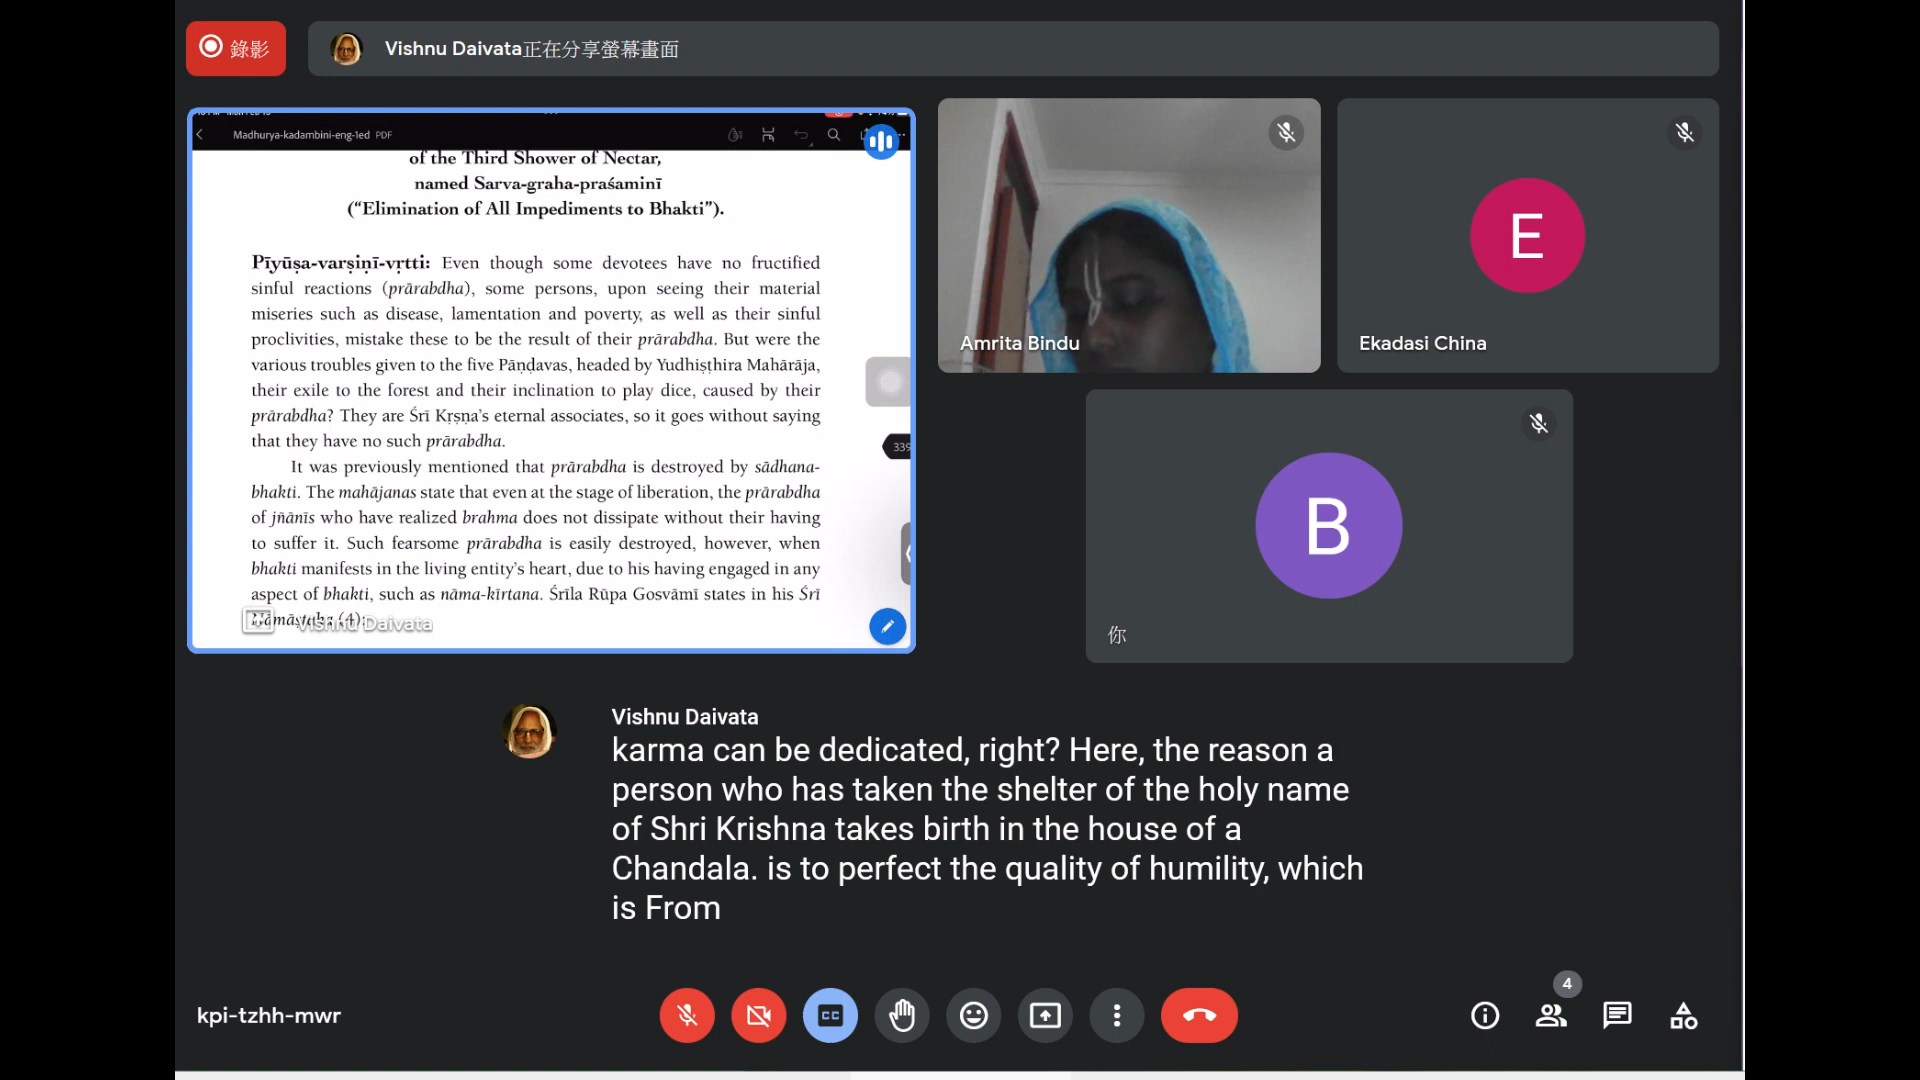 錄影
Vishnu Daivata正在分享螢幕畫面
Madhurya-kadambini-eng-1ed PDF
of the Third Shower of Nectar,
named Sarva-graha-praśaminī
(“Elimination of All Impediments to Bhakti”).
Pīyūṣa-varṣiṇī-vṛtti: Even though some devotees have no fructified
sinful reactions (prārabdha), some persons, upon seeing their material
miseries such as disease, lamentation and poverty, as well as their sinful
proclivities, mistake these to be the result of their prārabdha. But were the
various troubles given to the five Pāṇḍavas, headed by Yudhiṣṭhira Mahārāja,
their exile to the forest and their inclination to play dice, caused by their
prārabdha? They are Śrī Kṛṣṇa’s eternal associates, so it goes without saying
that they have no such prārabdha.
It was previously mentioned that prārabdha is destroyed by sādhana-
bhakti. The mahājanas state that even at the stage of liberation, the prārabdha
of jñānīs who have realized brahma does not dissipate without their having
to suffer it. Such fearsome prārabdha is easily destroyed, however, when
bhakti manifests in the living entity’s heart, due to his having engaged in any
aspect of bhakti, such as nāma-kīrtana. Śrīla Rūpa Gosvāmī states in his Śrī
Nāmāṣṭaka (4):
Vishnu Daivata
339
Amrita Bindu
E
Ekadasi China
B
你
Vishnu Daivata
karma can be dedicated, right? Here, the reason a
person who has taken the shelter of the holy name
of Shri Krishna takes birth in the house of a
Chandala. is to perfect the quality of humility, which
is From
kpi-tzhh-mwr
CC
4